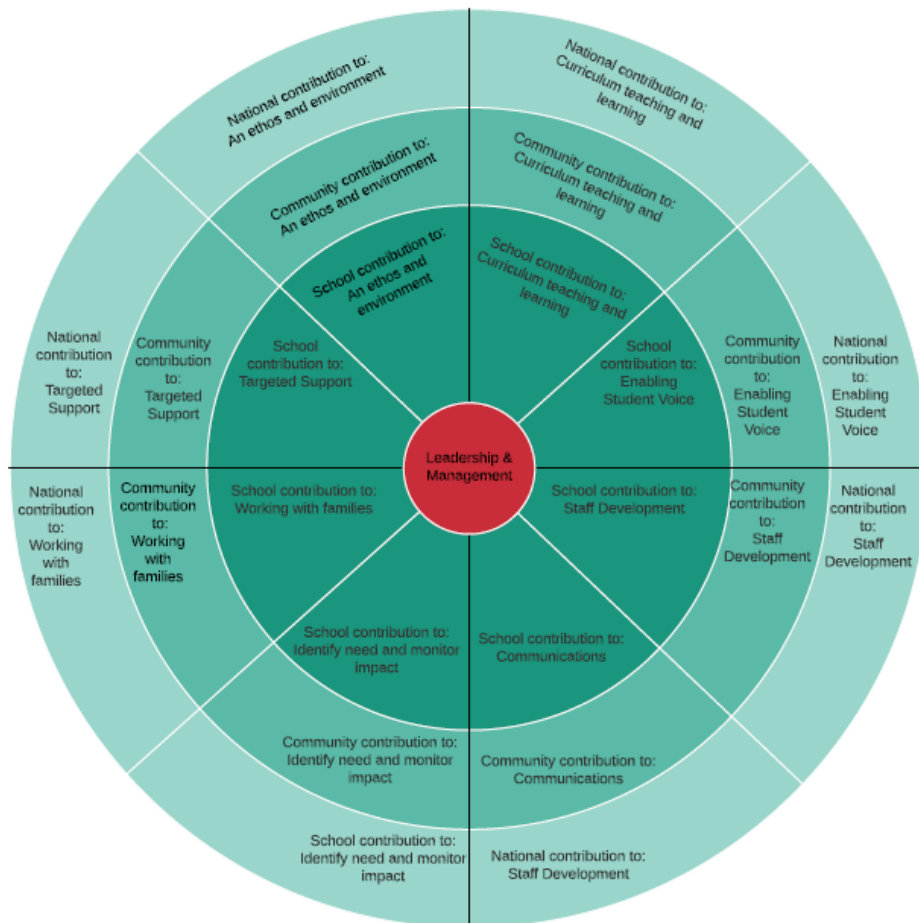 National contribution to:
An ethos and environment
National contribution to:
Curriculum teaching and
learning
Community contribution to:
An ethos and environment
Community contribution to:
Curriculum teaching and
learning
School contribution to:
An ethos and
environment
School contribution to:
Curriculum teaching and
learning
National
contribution
to:
Targeted
Support
Community
contribution
to:
Targeted
Support
School
contribution to:
Targeted Support
School
contribution to:
Enabling
Student Voice
Community
contribution
to:
Enabling
Student
Voice
National
contribution
to:
Enabling
Student
Voice
Leadership &
Management
National
contribution
to:
Working
with
families
Community
contribution
to:
Working
with
families
School contribution to:
Working with families
School contribution to:
Staff Development
Community
contribution
to:
Staff
Development
National
contribution
to:
Staff
Development
School contribution to:
Identify need and monitor
impact
School contribution to:
Communications
Community contribution to:
Identify need and monitor
impact
Community contribution to:
Communications
School contribution to:
Identify need and monitor
impact
National contribution to:
Staff Development